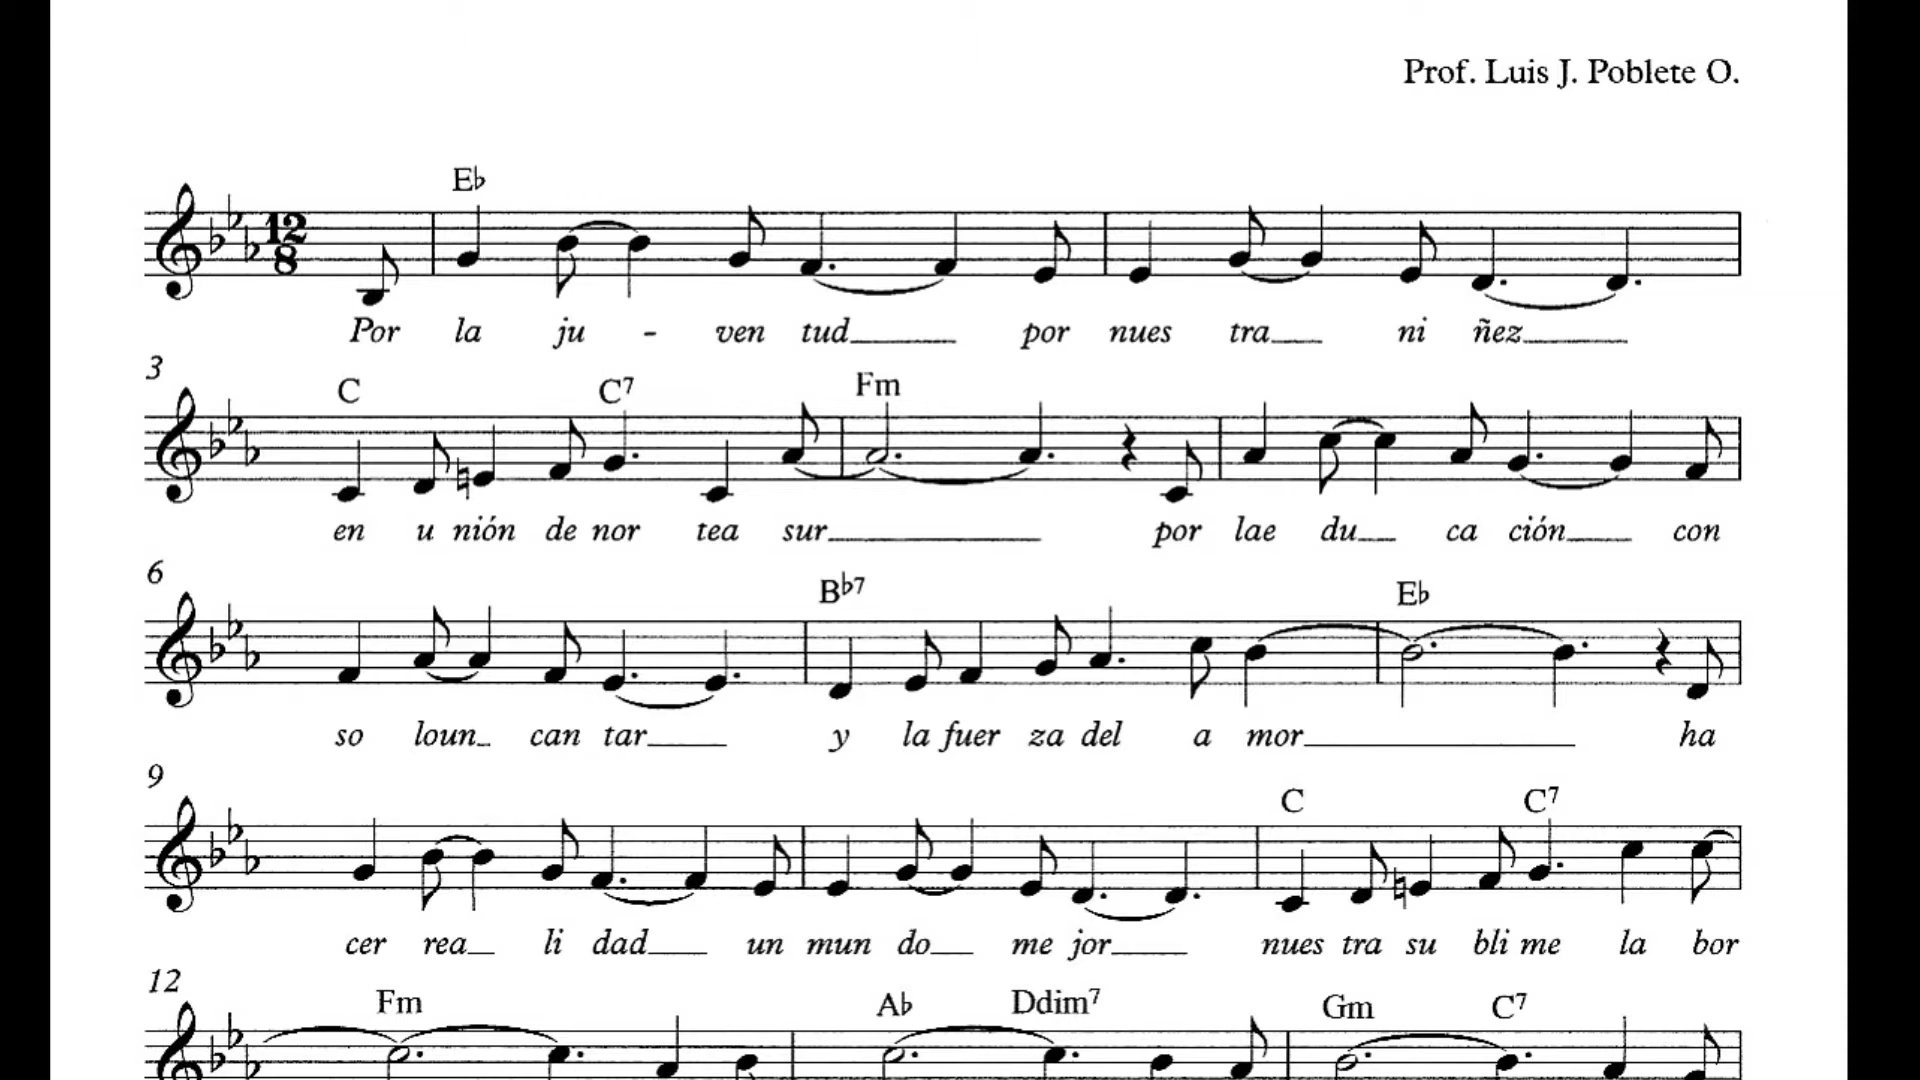 Prof. Luis J. Poblete O.
E♭
12
8
Por la ju - ven tud por nues tra ni ñez
3
C C7 Fm
en u nión de nor tea sur por lae du ca ción con
6
B♭7 E♭
so loun can tar y la fuer za del a mor ha
9
C C7
cer rea li dad un mun do me jor nues tra su bli me la bor
12
Fm A♭ Ddim7 Gm C7